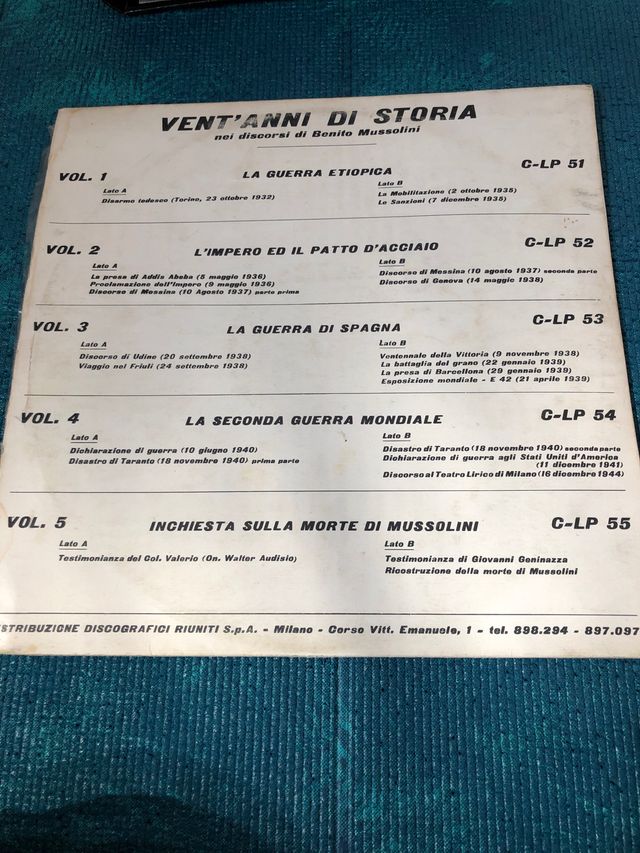 VENT'ANNI DI STORIA
nei discorsi di Benito Mussolini
VOL. 1 LA GUERRA ETIOPICA C-LP 51
Lato A
Disarmo tedesco (Torino, 23 ottobre 1932)
Lato B
La Mobilitazione (2 ottobre 1935)
Le Sanzioni (7 dicembre 1935)
VOL. 2 L'IMPERO ED IL PATTO D'ACCIAIO C-LP 52
Lato A
La presa di Addis Abeba (5 maggio 1936)
Proclamazione dell'Impero (9 maggio 1936)
Discorso di Messina (10 Agosto 1937) parte prima
Lato B
Discorso di Messina (10 agosto 1937) seconda parte
Discorso di Genova (14 maggio 1938)
VOL. 3 LA GUERRA DI SPAGNA C-LP 53
Lato A
Discorso di Udine (20 settembre 1938)
Viaggio nel Friuli (24 settembre 1938)
Lato B
Ventennale della Vittoria (9 novembre 1938)
La battaglia del grano (22 gennaio 1939)
La presa di Barcellona (29 gennaio 1939)
Esposizione mondiale - E 42 (21 aprile 1939)
VOL. 4 LA SECONDA GUERRA MONDIALE C-LP 54
Lato A
Dichiarazione di guerra (10 giugno 1940)
Disastro di Taranto (18 novembre 1940) prima parte
Lato B
Disastro di Taranto (18 novembre 1940) seconda parte
Dichiarazione di guerra agli Stati Uniti d'America
(11 dicembre 1941)
Discorso al Teatro Lirico di Milano (16 dicembre 1944)
VOL. 5 INCHIESTA SULLA MORTE DI MUSSOLINI C-LP 55
Lato A
Testimonianza del Col. Valerio (On. Walter Audisio)
Lato B
Testimonianza di Giovanni Geninazza
Ricostruzione della morte di Mussolini
STRIBUZIONE DISCOGRAFICI RIUNITI S.p.A. - Milano - Corso Vitt. Emanuele, 1 - tel. 898.294 - 897.097